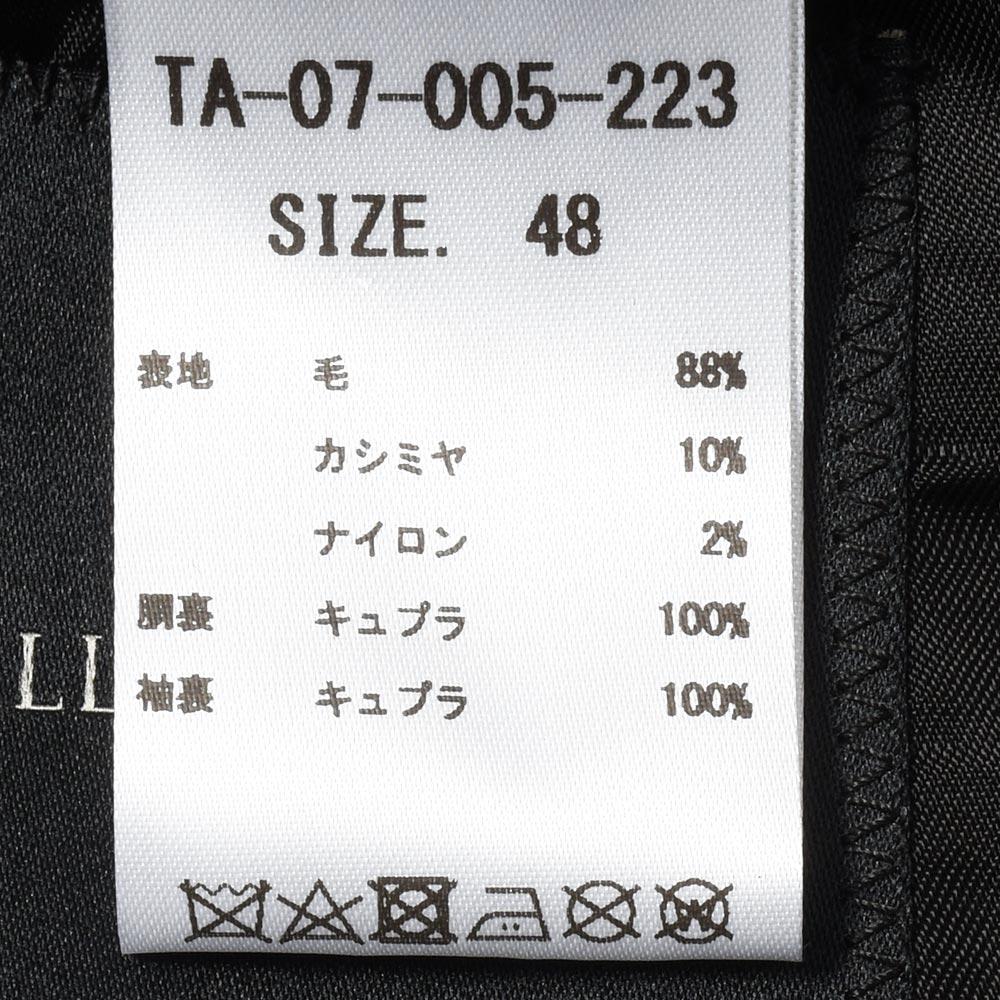 TA-07-005-223
SIZE. 48
表地 毛 88%
カシミヤ 10%
ナイロン 2%
胴裏 キュプラ 100%
袖裏 キュプラ 100%
LL
W